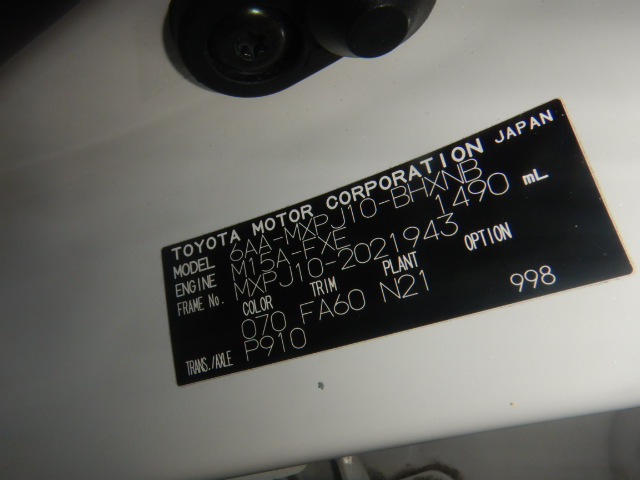 TOYOTA MOTOR CORPORATION JAPAN
MODEL 6AA-MXPJ10-BHXNB
ENGINE M15A-FXE 1490 mL
FRAME No. MXPJ10-2021943
COLOR TRIM PLANT OPTION
070 FA60 N21 998
TRANS./AXLE P910